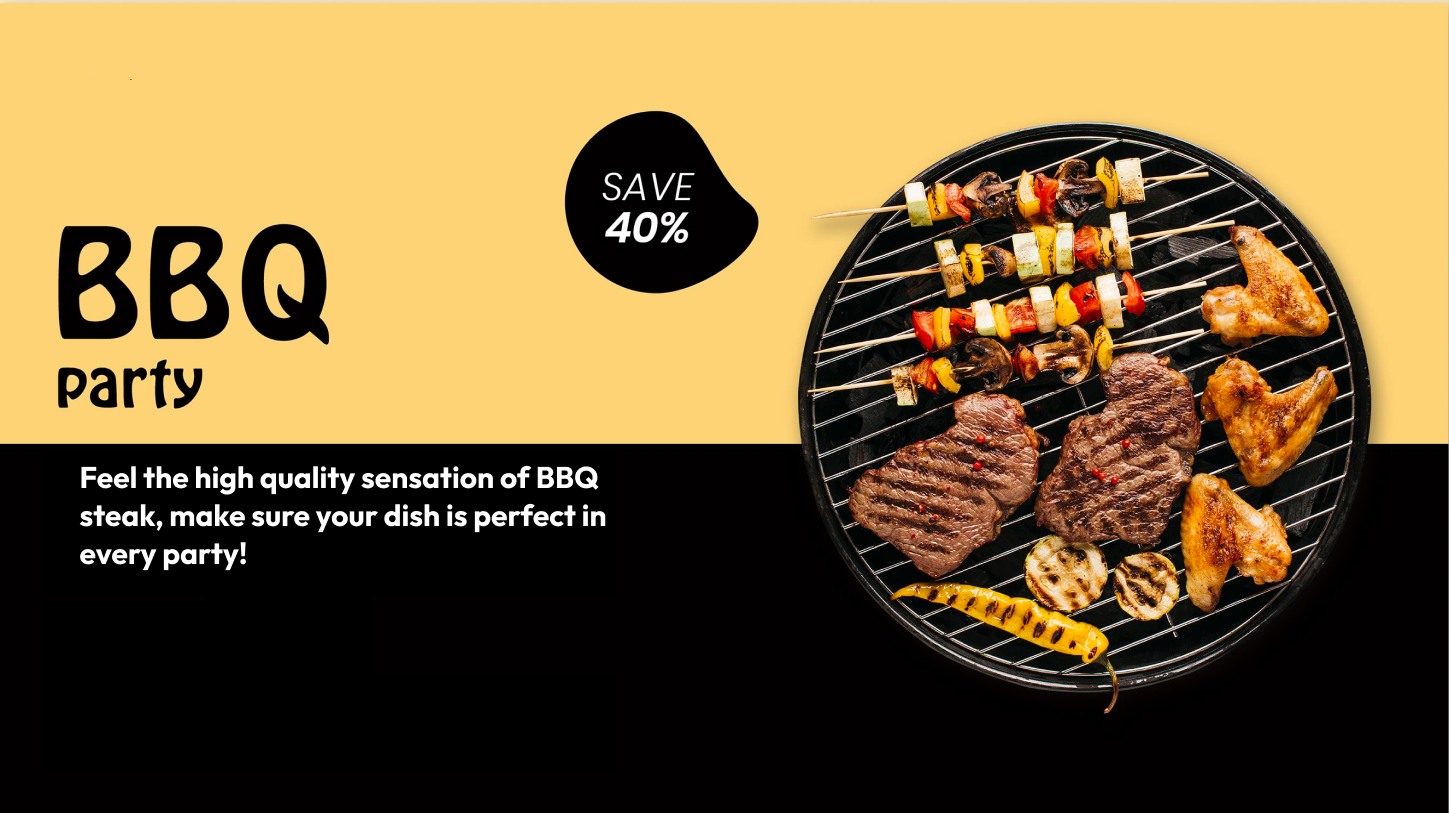 SAVE
40%
BBQ
party
Feel the high quality sensation of BBQ
steak, make sure your dish is perfect in
every party!